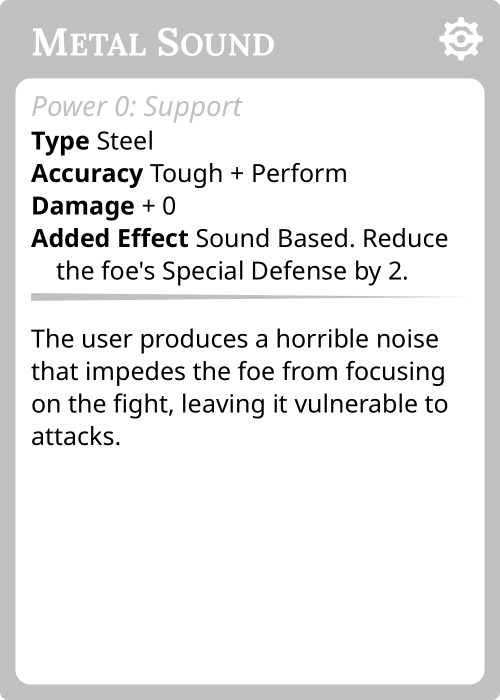 Metal Sound
Power 0: Support
Type Steel
Accuracy Tough + Perform
Damage + 0
Added Effect Sound Based. Reduce
the foe's Special Defense by 2.
The user produces a horrible noise
that impedes the foe from focusing
on the fight, leaving it vulnerable to
attacks.